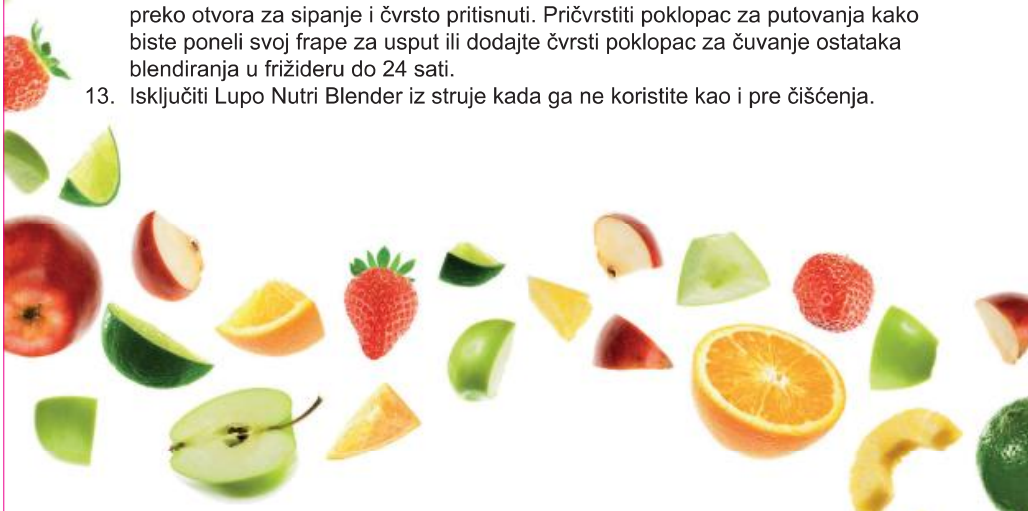 preko otvora za sipanje i čvrsto pritisnuti. Pričvrstiti poklopac za putovanja kako
biste poneli svoj frape za usput ili dodajte čvrsti poklopac za čuvanje ostataka
blendiranja u frižideru do 24 sati.
13. Isključiti Lupo Nutri Blender iz struje kada ga ne koristite kao i pre čišćenja.